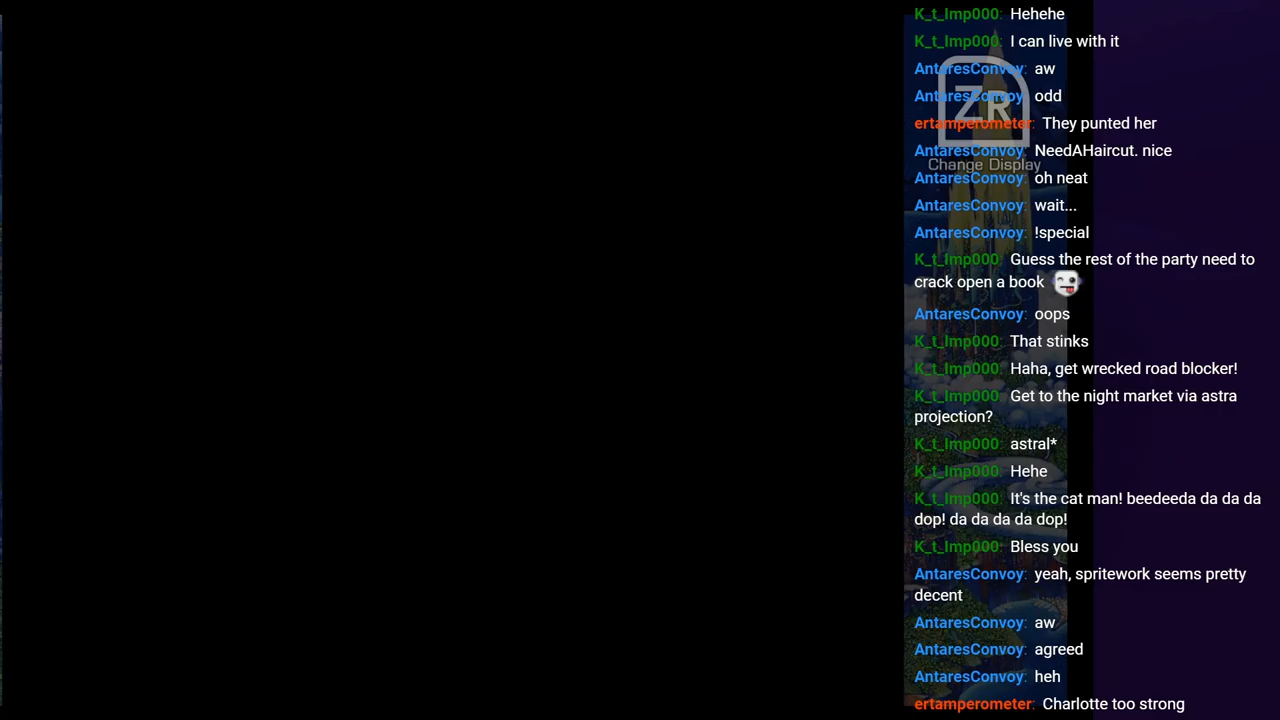 K_t_Imp000: Hehehe
K_t_Imp000: I can live with it
AntaresConvoy: aw
AntaresConvoy: odd
ertamperometer: They punted her
AntaresConvoy: NeedAHaircut. nice
AntaresConvoy: oh neat
AntaresConvoy: wait...
AntaresConvoy: !special
K_t_Imp000: Guess the rest of the party need to
crack open a book
AntaresConvoy: oops
K_t_Imp000: That stinks
K_t_Imp000: Haha, get wrecked road blocker!
K_t_Imp000: Get to the night market via astra
projection?
K_t_Imp000: astral*
K_t_Imp000: Hehe
K_t_Imp000: It's the cat man! beedeeda da da da
dop! da da da da dop!
K_t_Imp000: Bless you
AntaresConvoy: yeah, spritework seems pretty
decent
AntaresConvoy: aw
AntaresConvoy: agreed
AntaresConvoy: heh
ertamperometer: Charlotte too strong
ZR
Change Display